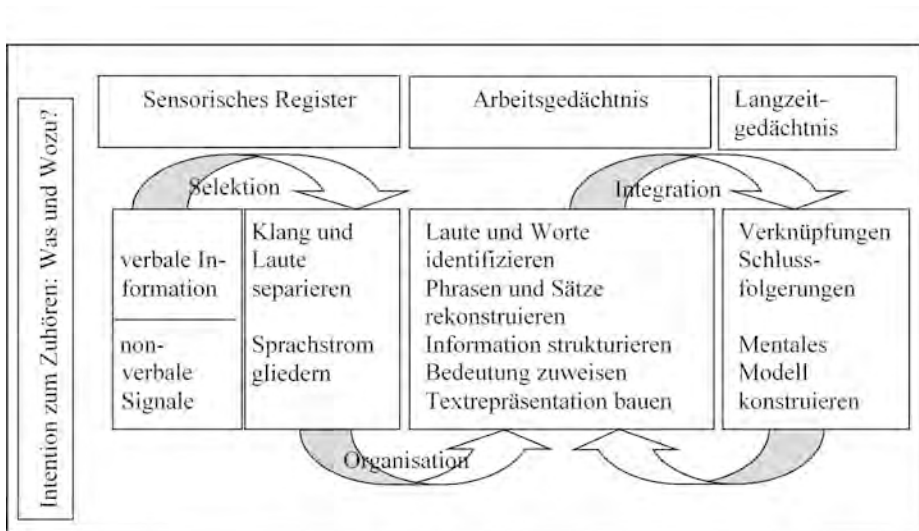 Intention zum Zuhören: Was und Wozu?
Sensorisches Register
Arbeitsgedächtnis
Langzeit-
gedächtnis
Selektion
Integration
verbale In-
formation
non-
verbale
Signale
Klang und
Laute
separieren
Sprachstrom
gliedern
Laute und Worte
identifizieren
Phrasen und Sätze
rekonstruieren
Information strukturieren
Bedeutung zuweisen
Textrepräsentation bauen
Verknüpfungen
Schluss-
folgerungen
Mentales
Modell
konstruieren
Organisation